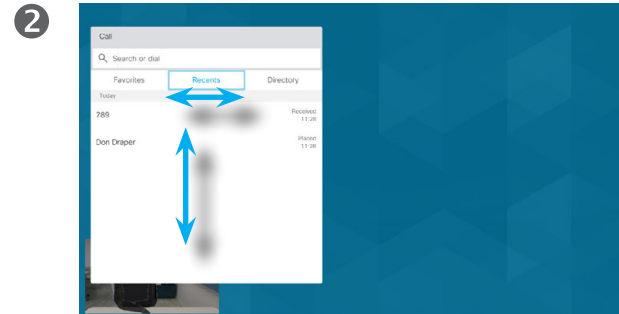 2
Call
Search or dial
Favorites Recents Directory
Today
789 Received
11:28
Don Draper Placed
11:28